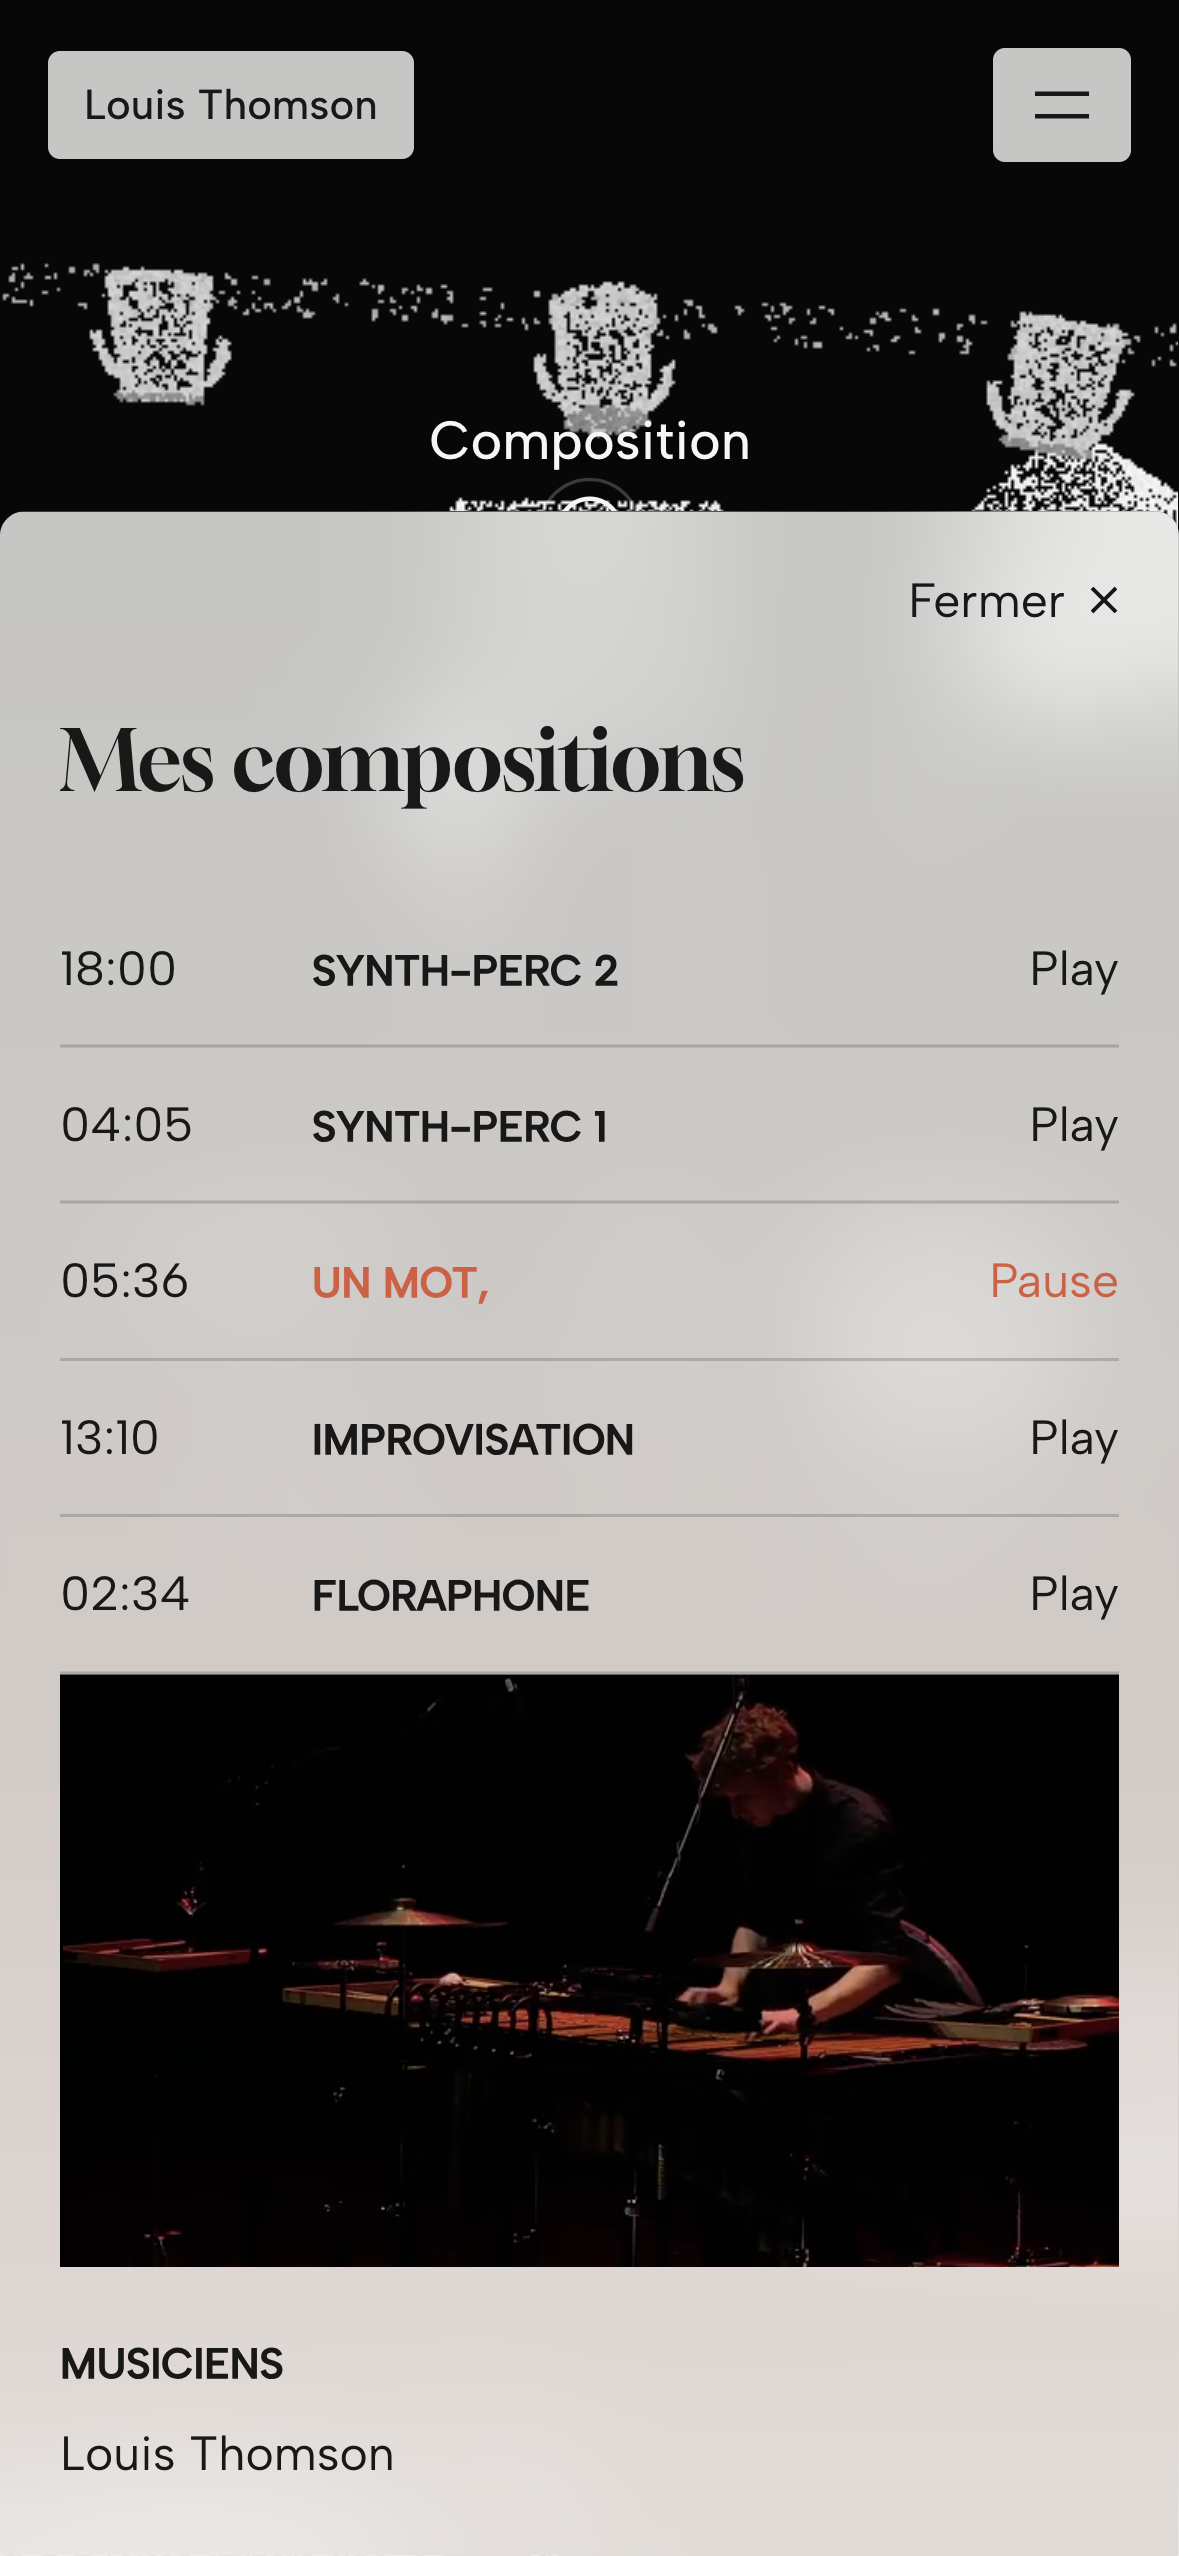 Louis Thomson
Composition
Fermer ×
Mes compositions
18:00 SYNTH-PERC 2 Play
04:05 SYNTH-PERC 1 Play
05:36 UN MOT, Pause
13:10 IMPROVISATION Play
02:34 FLORAPHONE Play
MUSICIENS
Louis Thomson